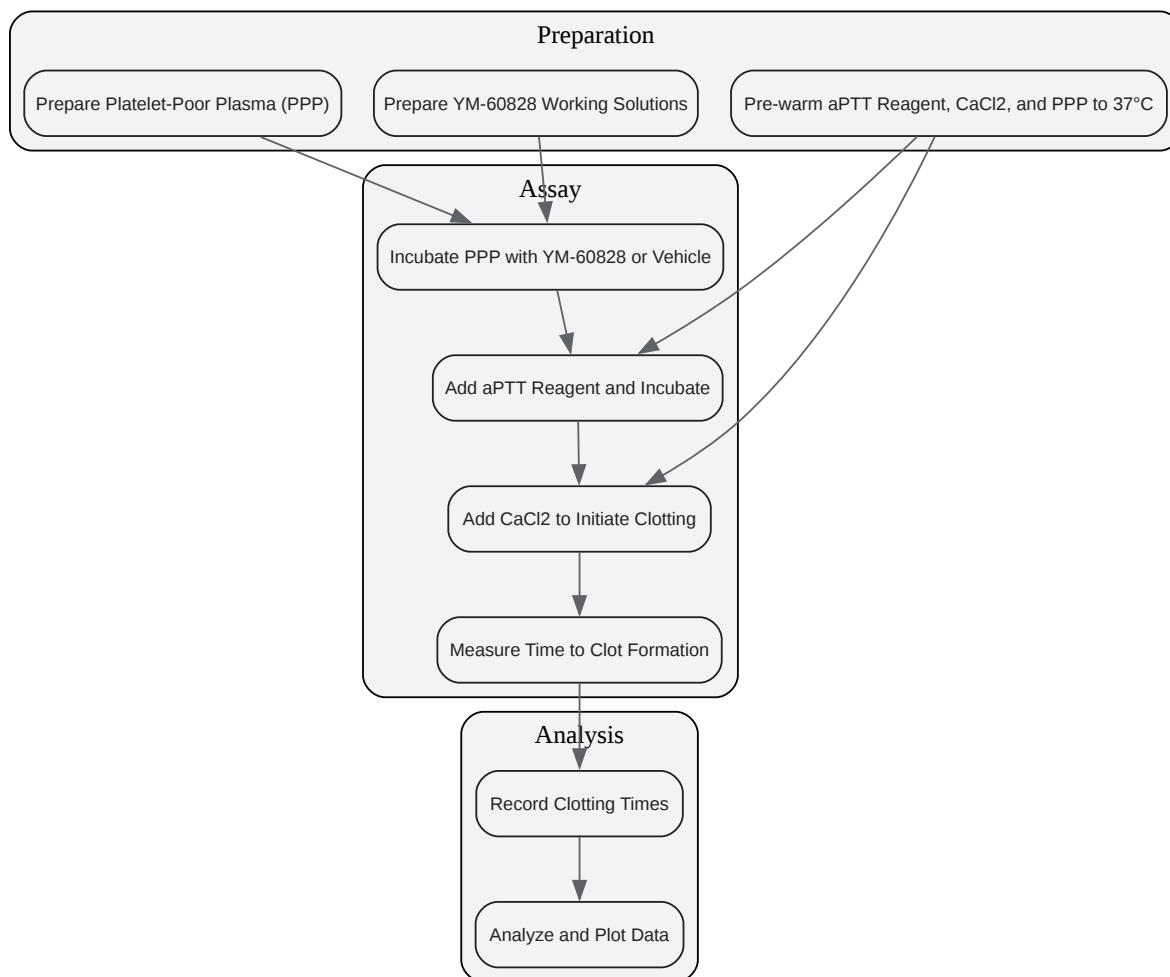 Preparation
Prepare Platelet-Poor Plasma (PPP)
Prepare YM-60828 Working Solutions
Pre-warm aPTT Reagent, CaCl2, and PPP to 37°C
Assay
Incubate PPP with YM-60828 or Vehicle
Add aPTT Reagent and Incubate
Add CaCl2 to Initiate Clotting
Measure Time to Clot Formation
Analysis
Record Clotting Times
Analyze and Plot Data